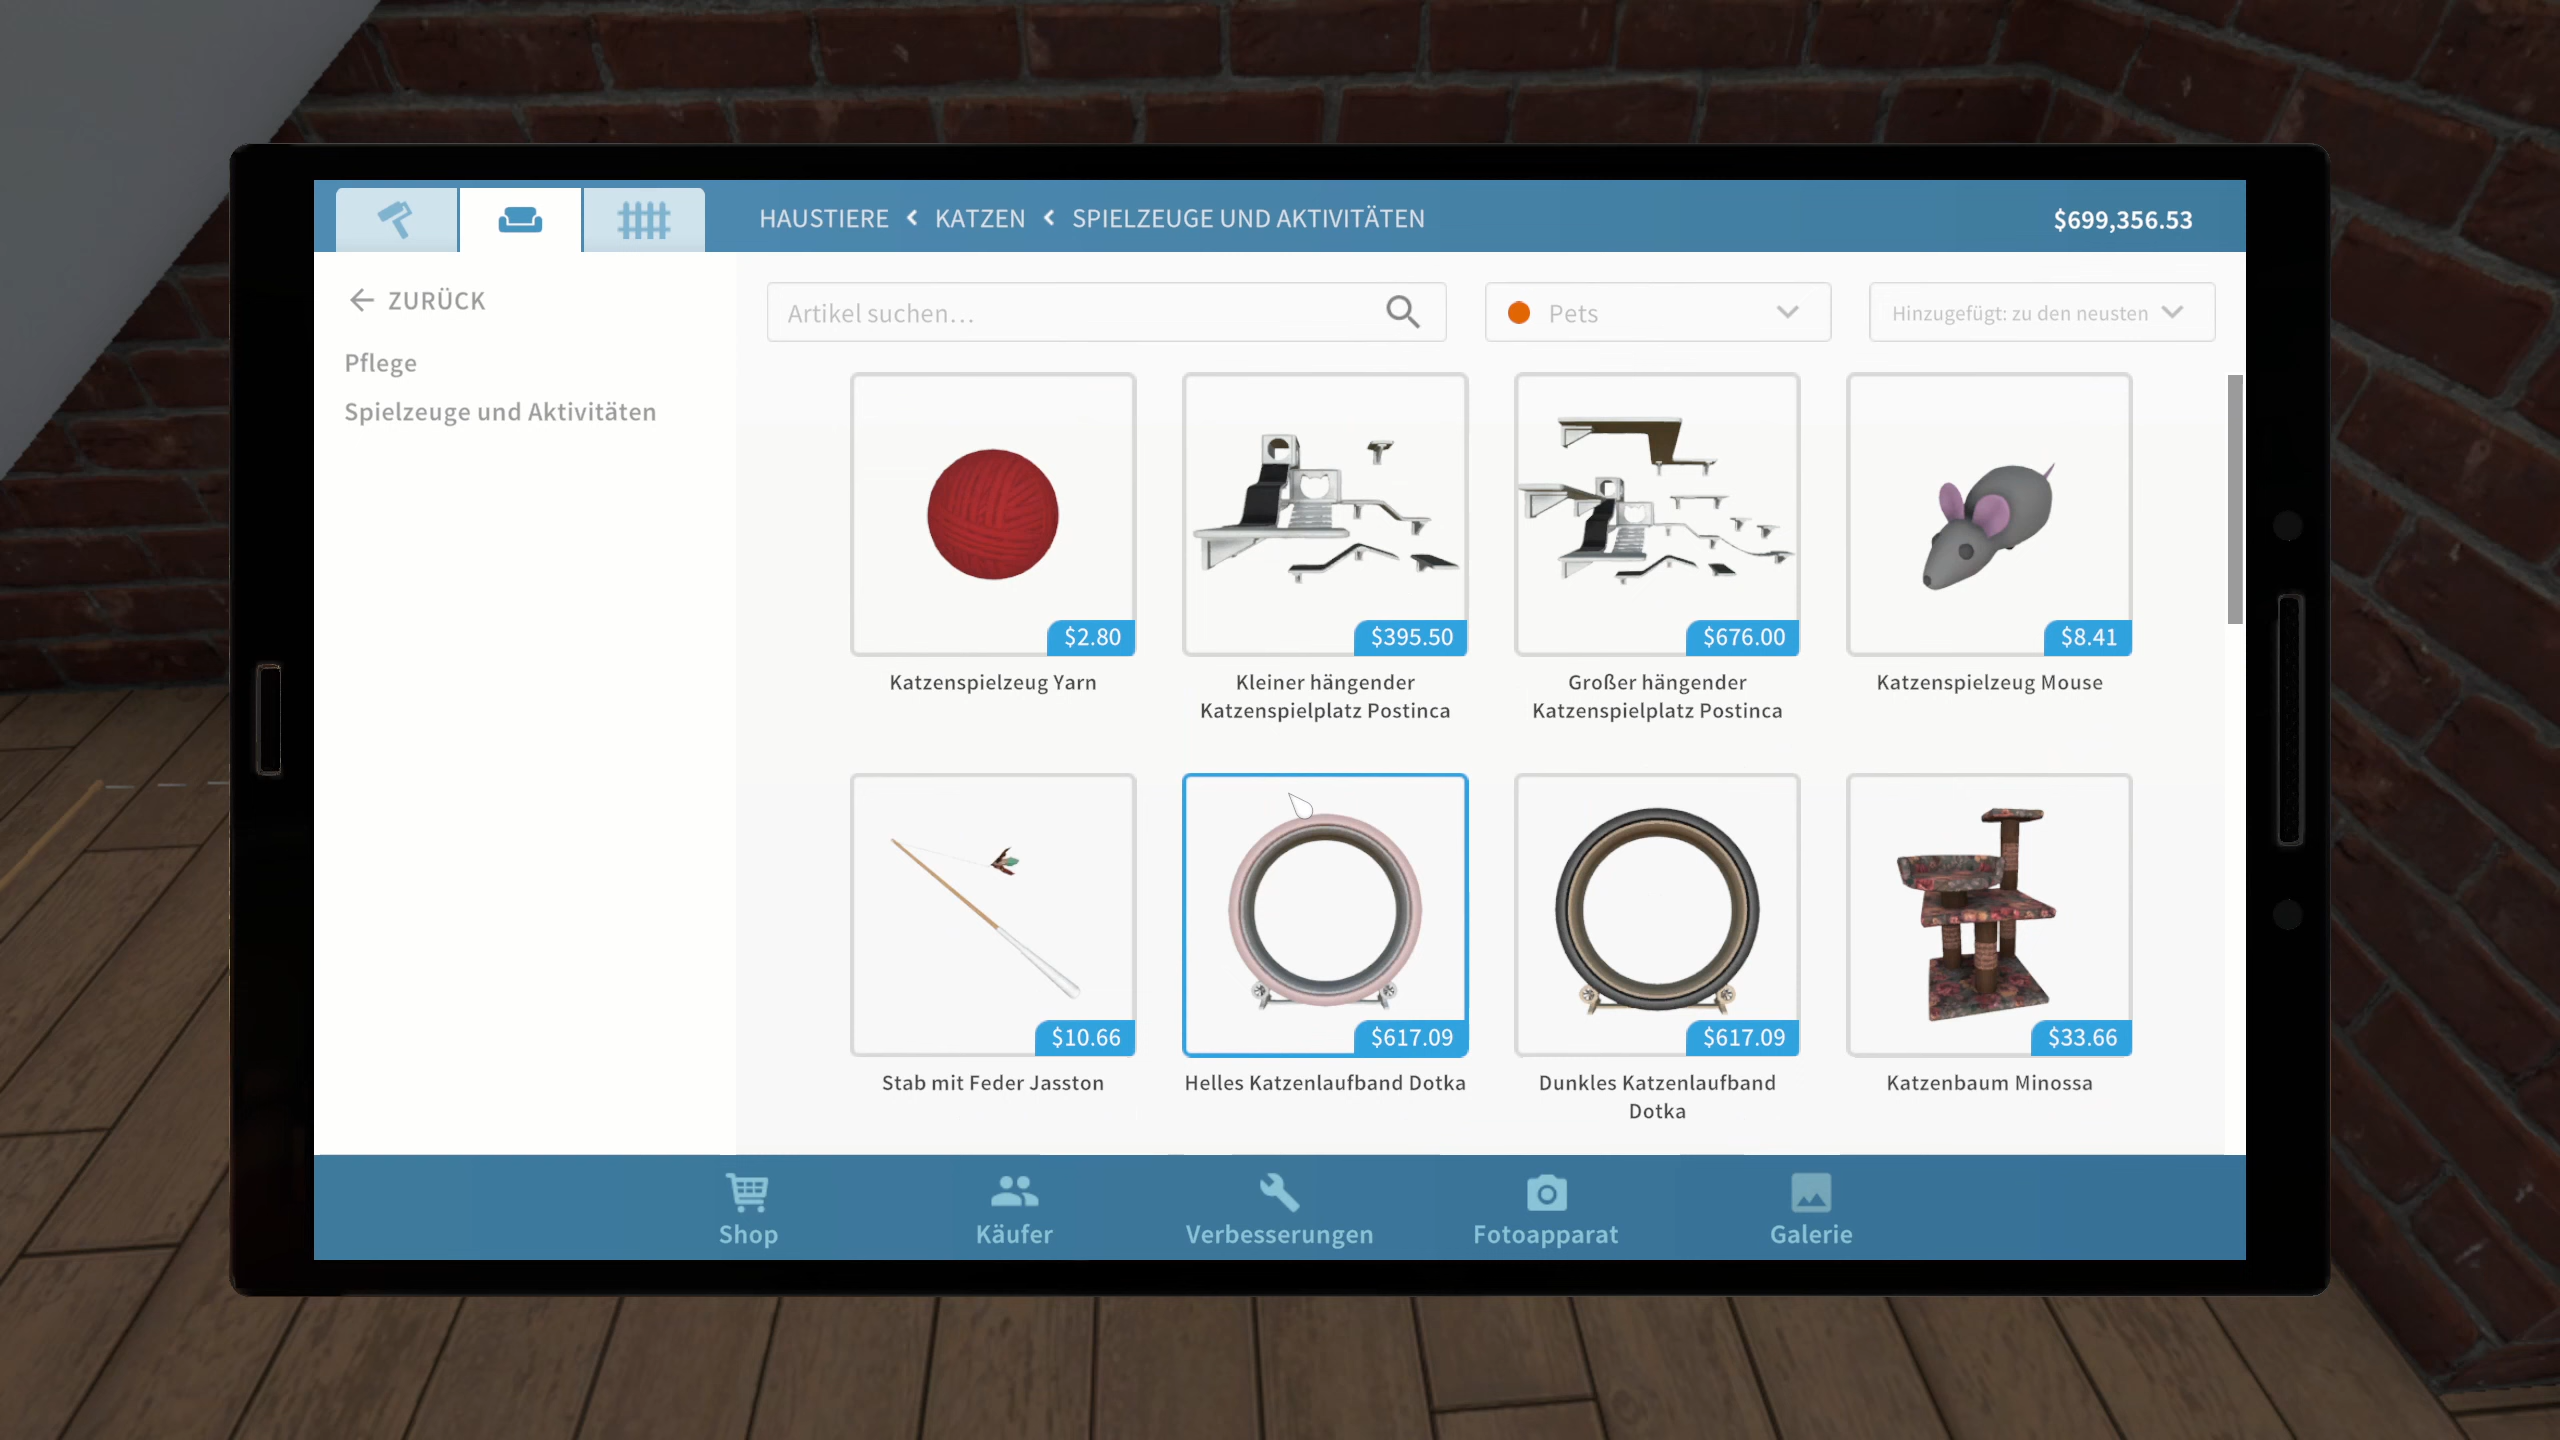 HAUSTIERE < KATZEN < SPIELZEUGE UND AKTIVITÄTEN
$699,356.53
ZURÜCK
Pflege
Spielzeuge und Aktivitäten
Artikel suchen...
Pets
Hinzugefügt: zu den neusten
$2.80
$395.50
$676.00
$8.41
Katzenspielzeug Yarn
Kleiner hängender
Katzenspielplatz Postinca
Großer hängender
Katzenspielplatz Postinca
Katzenspielzeug Mouse
$10.66
$617.09
$617.09
$33.66
Stab mit Feder Jasston
Helles Katzenlaufband Dotka
Dunkles Katzenlaufband
Dotka
Katzenbaum Minossa
Shop
Käufer
Verbesserungen
Fotoapparat
Galerie